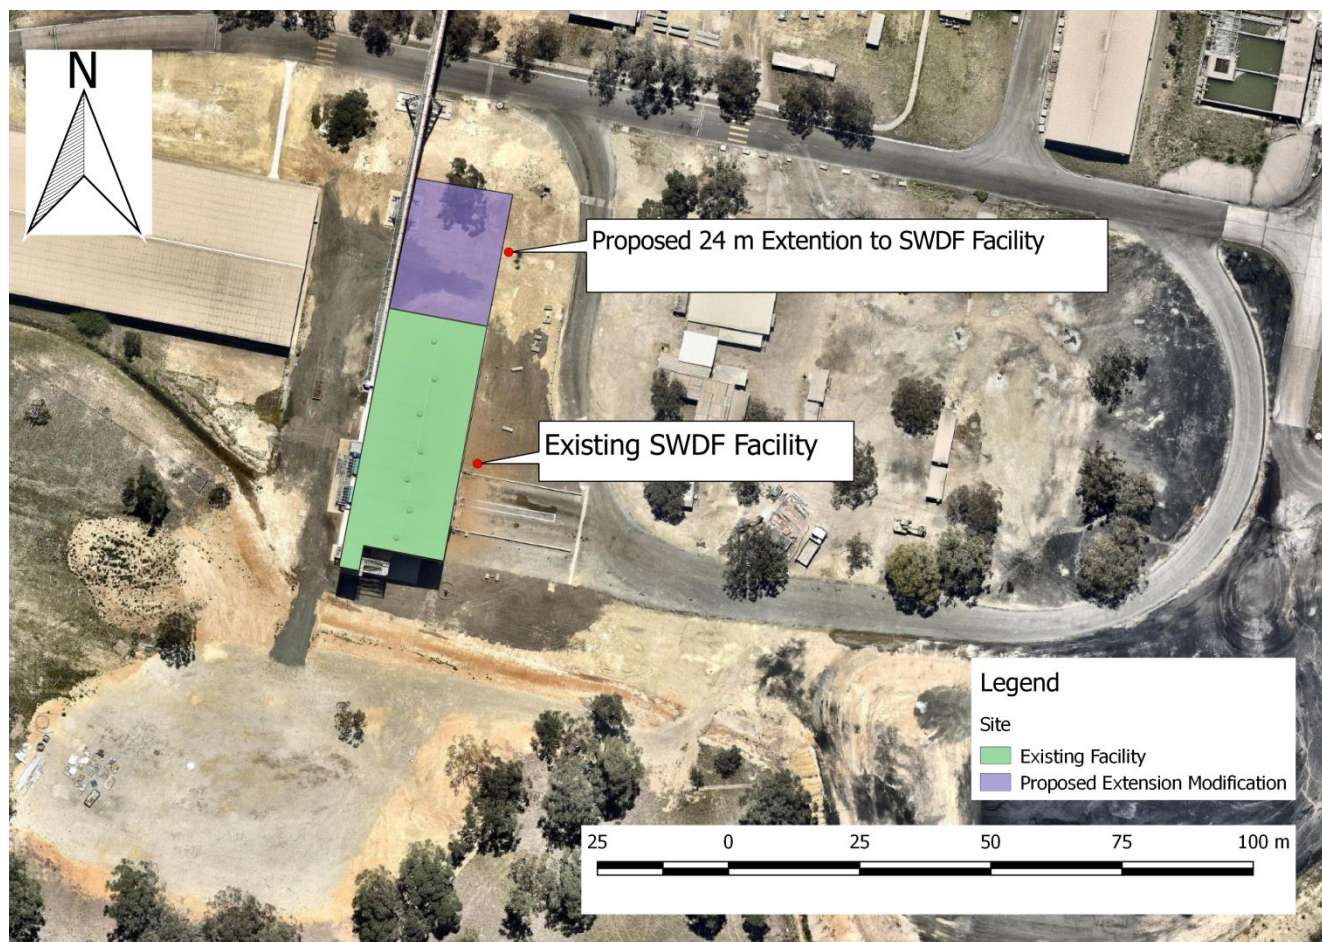 N
Proposed 24 m Extention to SWDF Facility
Existing SWDF Facility
Legend
Site
Existing Facility
Proposed Extension Modification
25 0 25 50 75 100 m